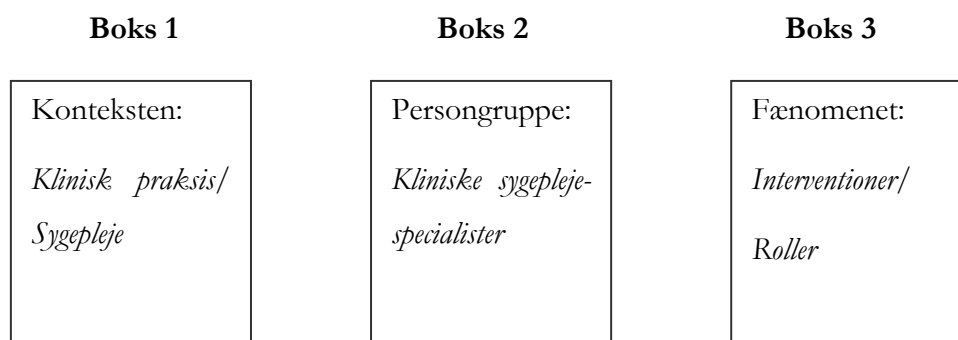 Boks 1
Konteksten:
Klinisk praksis/
Sygepleje
Boks 2
Persongruppe:
Kliniske sygepleje-
specialister
Boks 3
Fænomenet:
Interventioner/
Roller